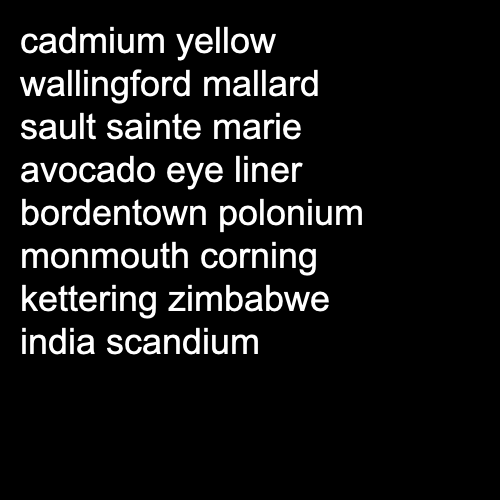 cadmium yellow
wallingford mallard
sault sainte marie
avocado eye liner
bordentown polonium
monmouth corning
kettering zimbabwe
india scandium